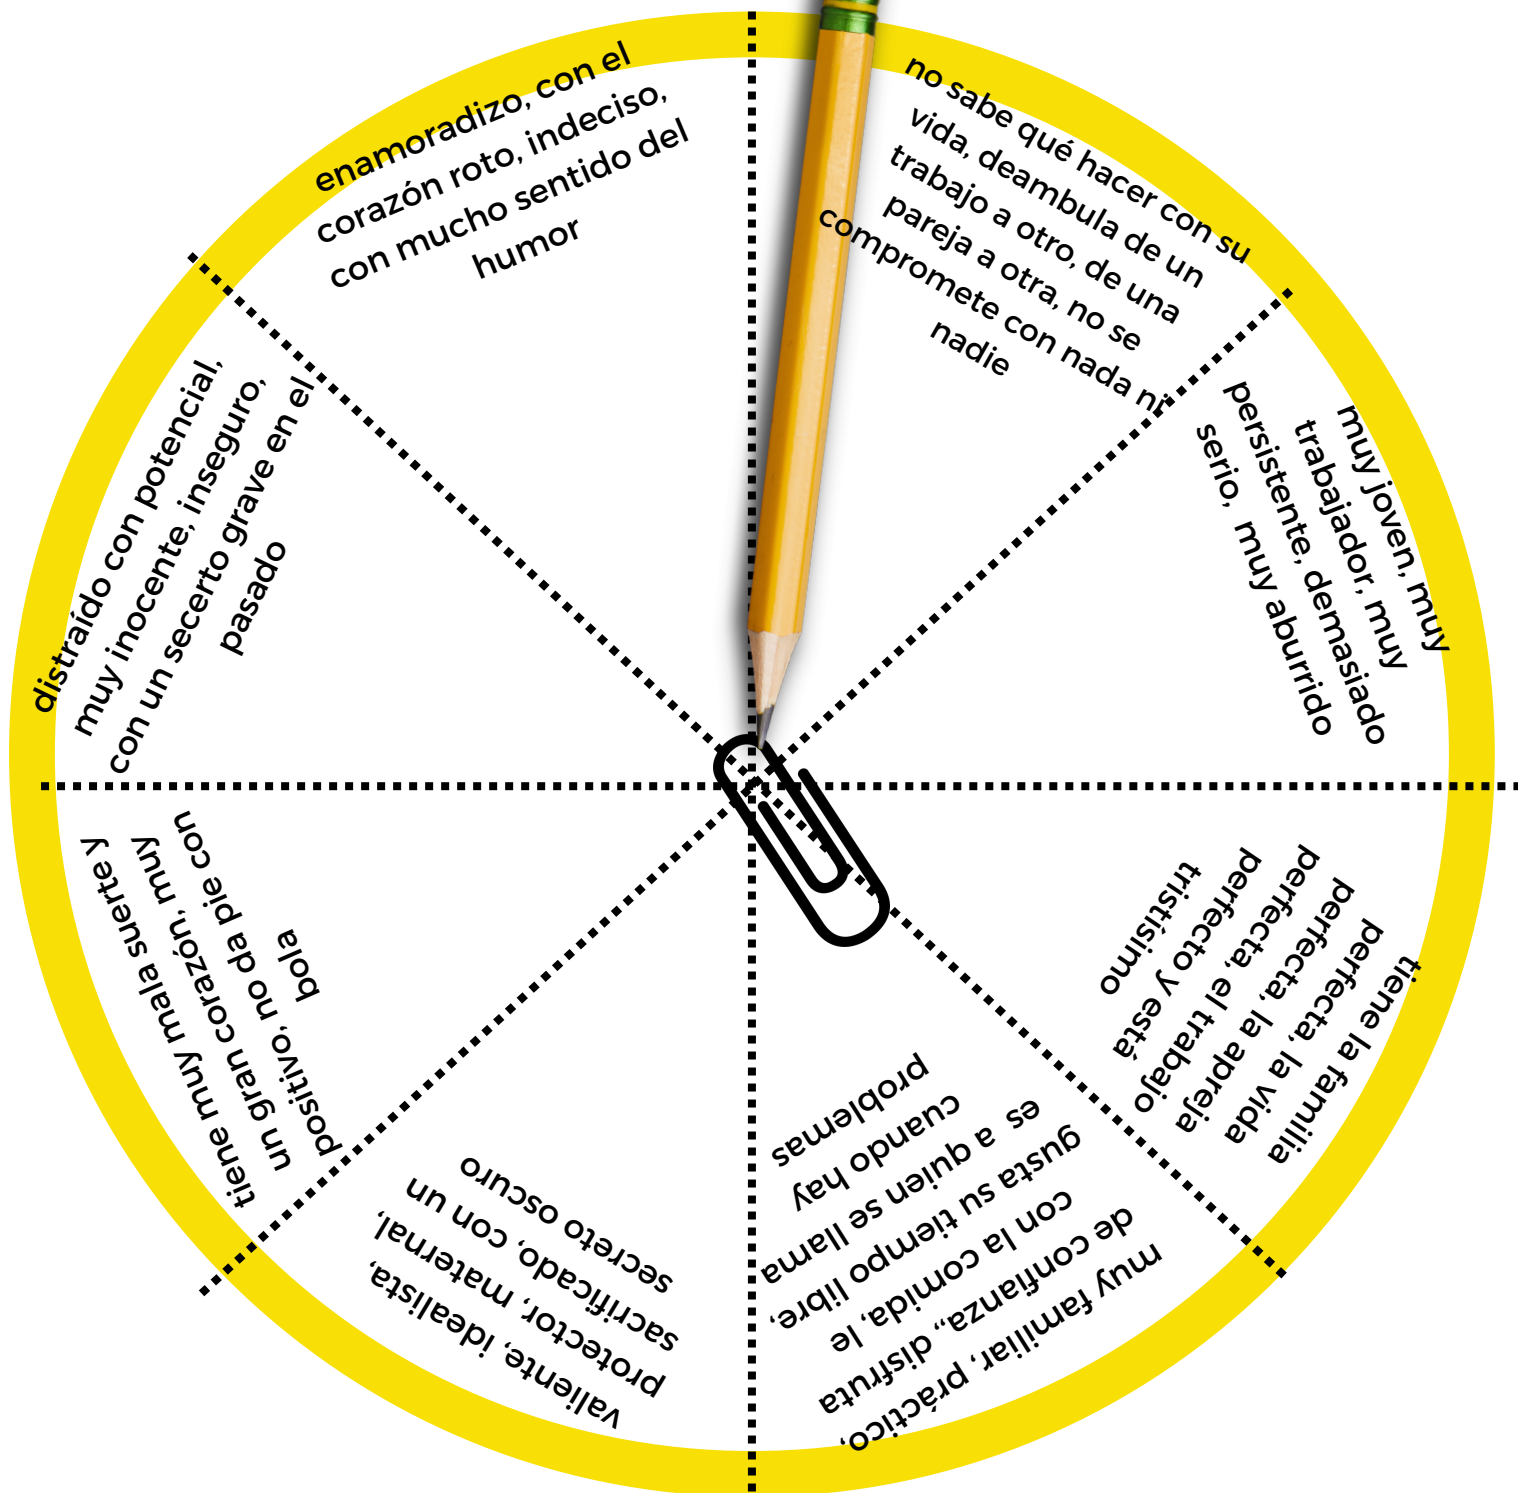 enamoradizo, con el
corazón roto, indeciso,
con mucho sentido del
humor
no sabe qué hacer con su
vida, deambula de un
trabajo a otro, de una
pareja a otra, no se
compromete con nada ni
nadie
muy joven, muy
trabajador, muy
persistente, demasiado
serio, muy aburrido
tiene la familia
perfecta, la vida
perfecta, la apreja
perfecta, el trabajo
perfecto y está
tristísimo
muy familiar, práctico,
de confianza,, disfruta
con la comida, le
gusta su tiempo libre,
es a quien se llama
cuando hay
problemas
valiente, idealista,
protector, maternal,
sacrificado, con un
secreto oscuro
tiene muy mala suerte y
un gran corazón, muy
positivo, no da pie con
bola
distraído con potencial,
muy inocente, inseguro,
con un secerto grave en el
pasado